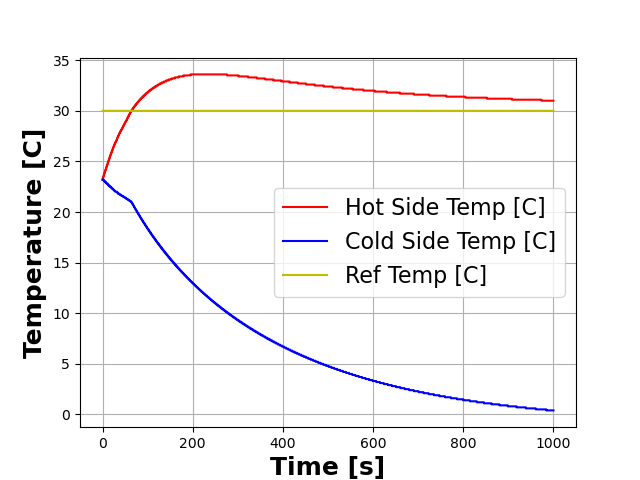 35
30
25
20
15
10
5
0
Temperature [C]
Hot Side Temp [C]
Cold Side Temp [C]
Ref Temp [C]
0 200 400 600 800 1000
Time [s]